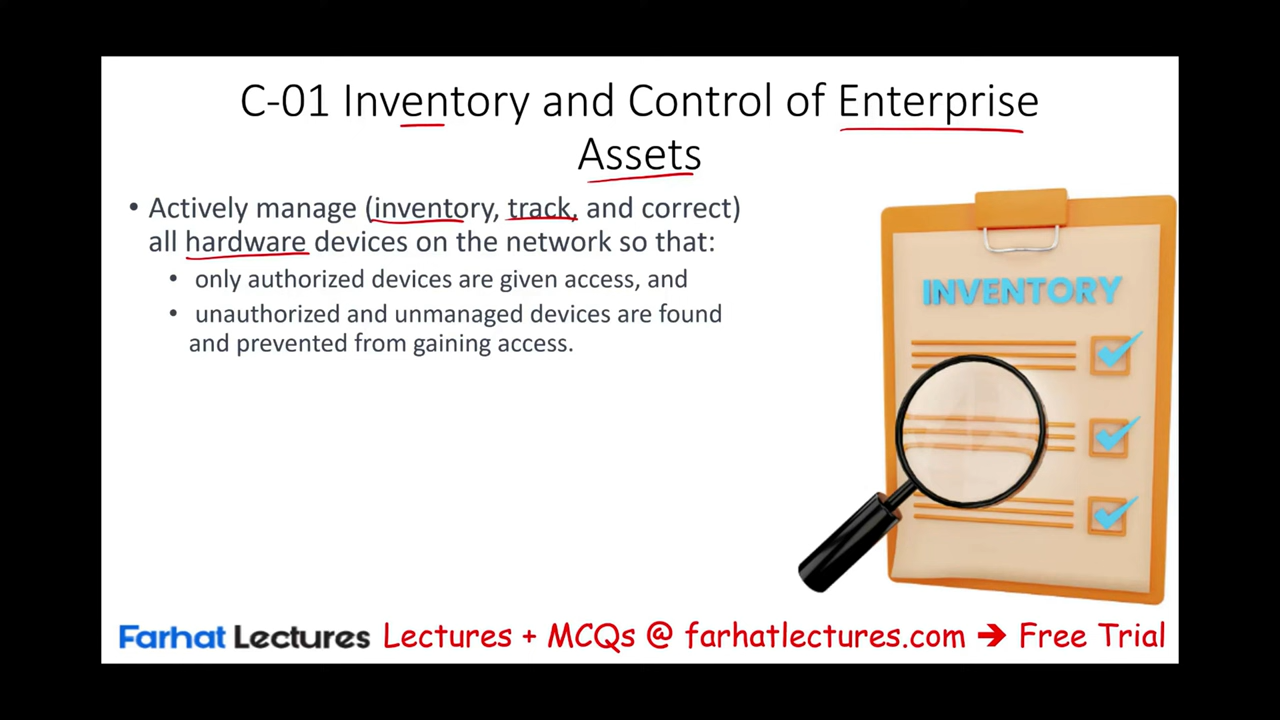 C-01 Inventory and Control of Enterprise
Assets
• Actively manage (inventory, track, and correct)
all hardware devices on the network so that:
• only authorized devices are given access, and
• unauthorized and unmanaged devices are found
and prevented from gaining access.
INVENTORY
Farhat Lectures Lectures + MCQs @ farhatlectures.com ➔ Free Trial